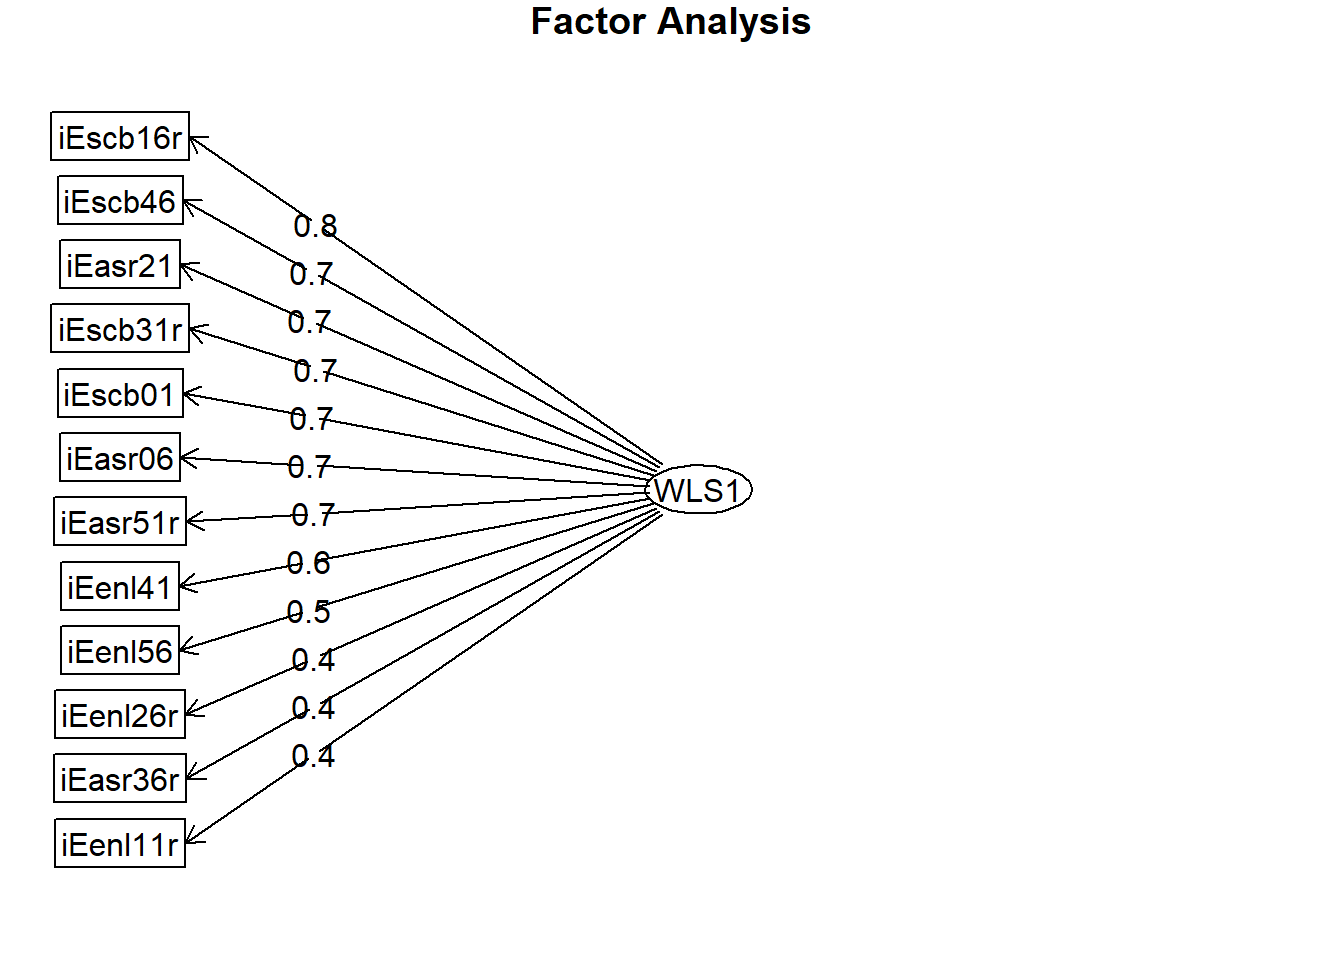 Factor Analysis
iEscb16r
iEscb46
iEasr21
iEscb31r
iEscb01
iEasr06
iEasr51r
iEenl41
iEenl56
iEenl26r
iEasr36r
iEenl11r
0.8
0.7
0.7
0.7
0.7
0.7
0.7
0.6
0.5
0.4
0.4
0.4
WLS1